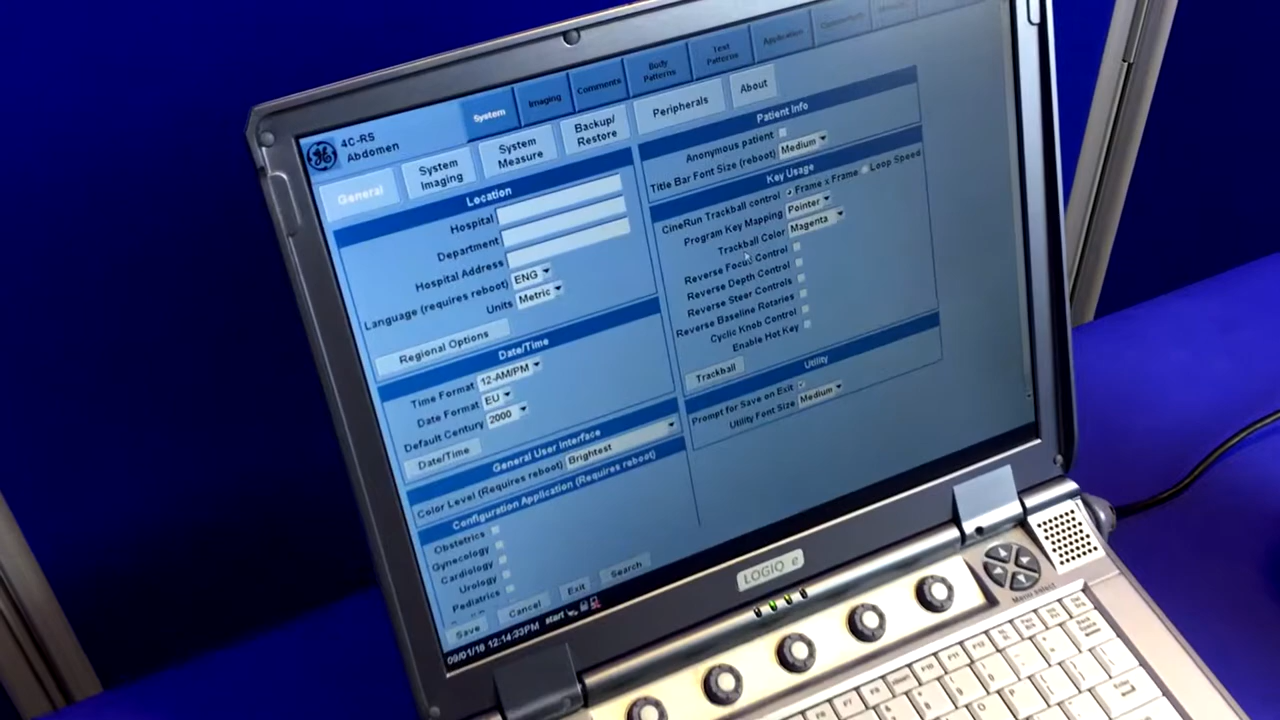 4C-RS
Abdomen
System
Imaging
Comments
Body
Patterns
Test
Patterns
Application
General
System
Imaging
System
Measure
Backup/
Restore
Peripherals
About
Location
Hospital
Department
Hospital Address
Language (requires reboot) ENG
Units Metric
Regional Options
Date/Time
Time Format 12-AM/PM
Date Format EU
Default Century 2000
Date/Time
General User Interface
Color Level (Requires reboot) Brightest
Configuration Application (Requires reboot)
Obstetrics
Gynecology
Cardiology
Urology
Pediatrics
Save
Cancel
Exit
Search
09/01/18 12:14:33PM start
Patient Info
Anonymous patient
Title Bar Font Size (reboot) Medium
Key Usage
CineRun Trackball control Frame x Frame Loop Speed
Program Key Mapping Pointer
Trackball Color Magenta
Reverse Focus Control
Reverse Depth Control
Reverse Steer Controls
Reverse Baseline Rotaries
Cyclic Knob Control
Enable Hot Key
Trackball
Utility
Prompt for Save on Exit
Utility Font Size Medium
LOGIQ e
Menu select